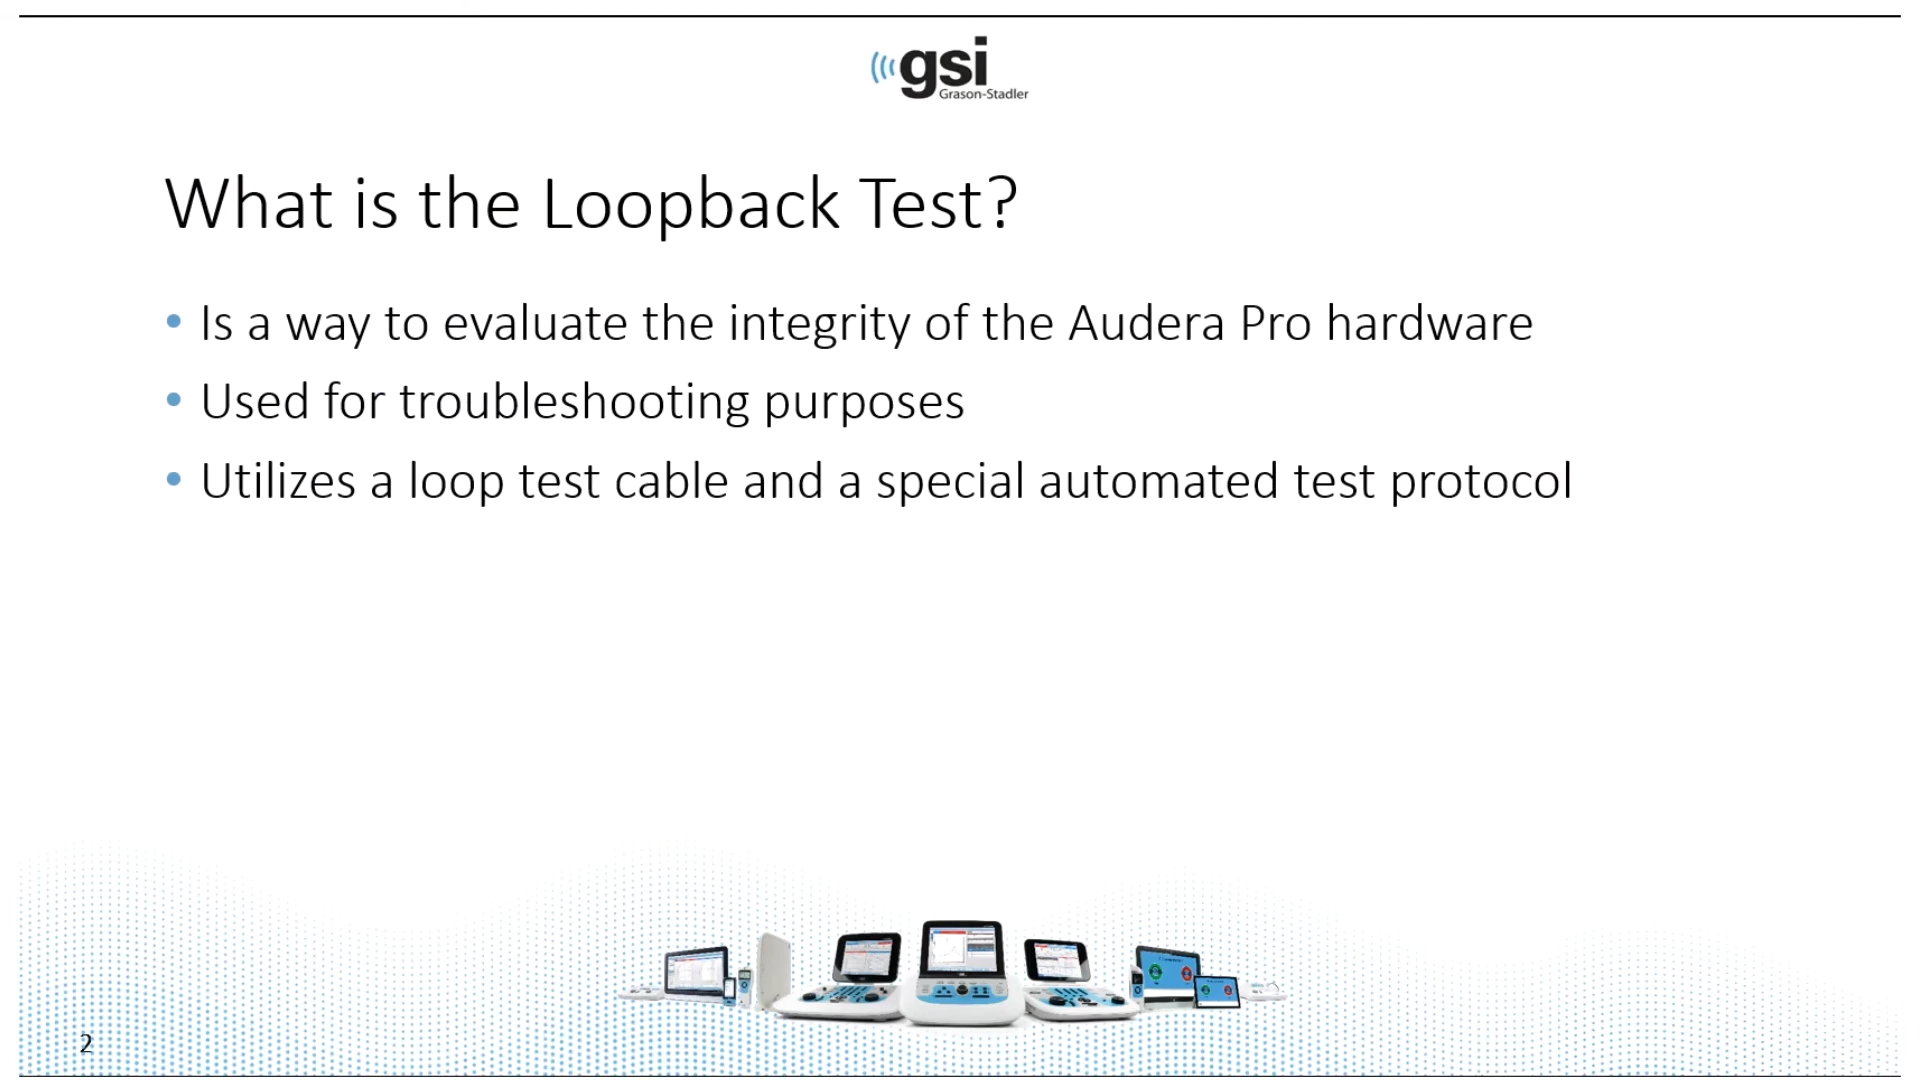 gsi
Grason-Stadler
What is the Loopback Test?
• Is a way to evaluate the integrity of the Audera Pro hardware
• Used for troubleshooting purposes
• Utilizes a loop test cable and a special automated test protocol
2